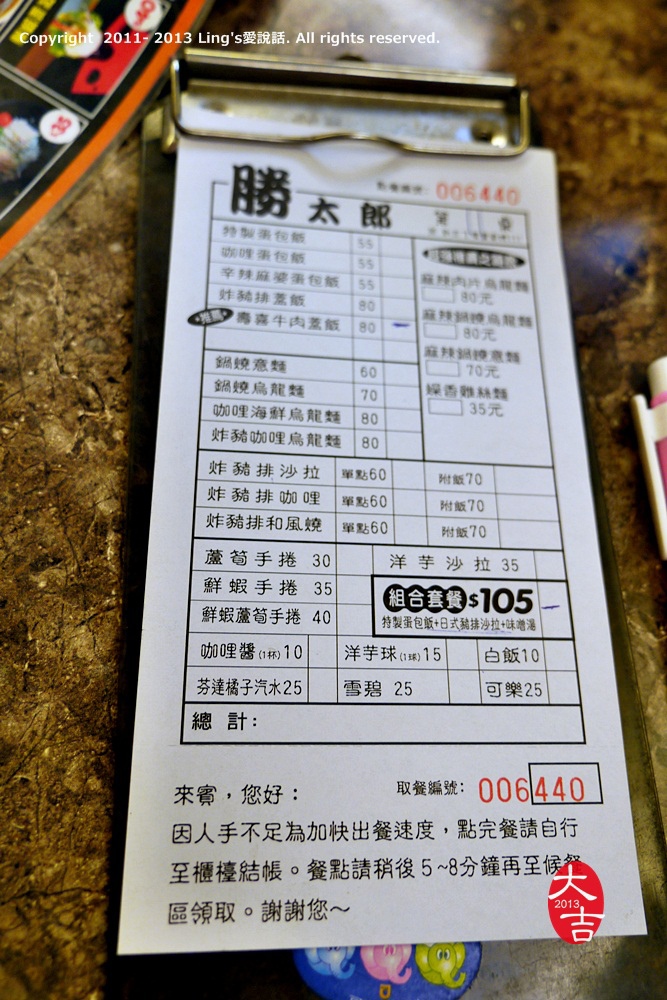 Copyright 2011- 2013 Ling's愛說話. All rights reserved.
40
35
勝太郎
006440
特製蛋包飯 55
咖哩蛋包飯 55
辛辣麻婆蛋包飯 55
炸豬排蓋飯 80
推薦 壽喜牛肉蓋飯 80
鍋燒意麵 60
鍋燒烏龍麵 70
咖哩海鮮烏龍麵 80
炸豬咖哩烏龍麵 80
麻辣肉片烏龍麵
80元
麻辣鍋燒烏龍麵
80元
麻辣鍋燒意麵
70元
燥香雞絲麵
35元
炸豬排沙拉 單點60 附飯70
炸豬排咖哩 單點60 附飯70
炸豬排和風燒 單點60 附飯70
蘆筍手捲 30 洋芋沙拉 35
鮮蝦手捲 35
鮮蝦蘆筍手捲 40
組合套餐$105
特製蛋包飯+日式豬排沙拉+味噌湯
咖哩醬(1杯)10 洋芋球(1球)15 白飯10
芬達橘子汽水25 雪碧 25 可樂25
總計:
取餐編號: 006440
來賓,您好:
因人手不足為加快出餐速度,點完餐請自行
至櫃檯結帳。餐點請稍後5~8分鐘再至候餐
區領取。謝謝您~
大
2013
吉